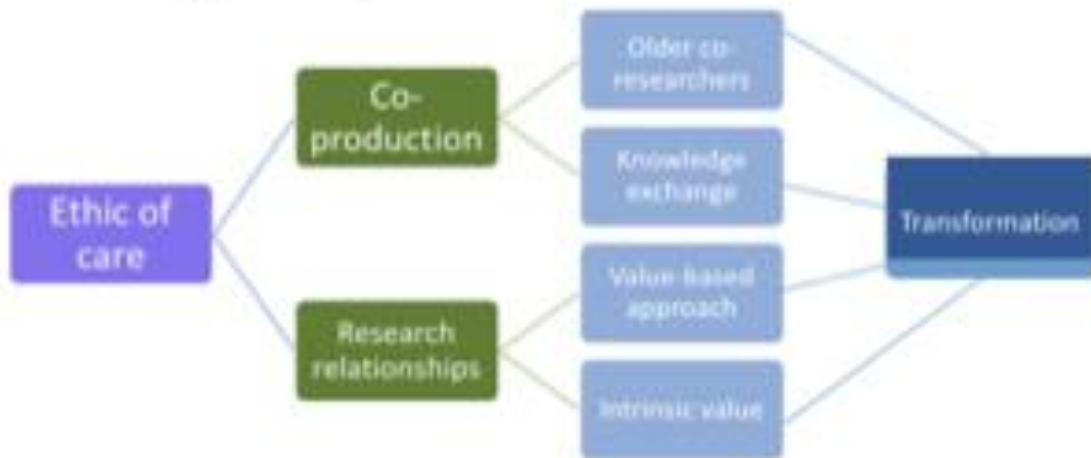 Ethic of
care
Co-
production
Research
relationships
Older co-
researchers
Knowledge
exchange
Value-based
approach
Intrinsic value
Transformation